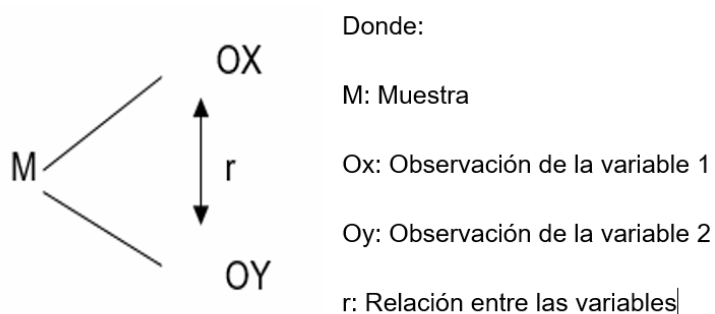 OX
M
r
OY
Donde:
M: Muestra
Ox: Observación de la variable 1
Oy: Observación de la variable 2
r: Relación entre las variables